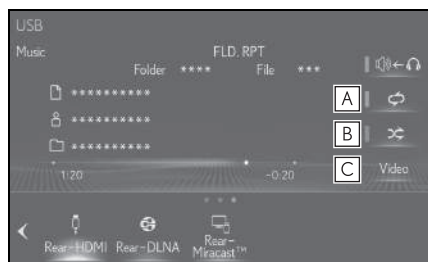 USB
Music
FLD. RPT
Folder **** File ***
A
**********
B
**********
**********
C Video
1:20 -0:20
Rear-HDMI Rear-DLNA Rear-Miracast™